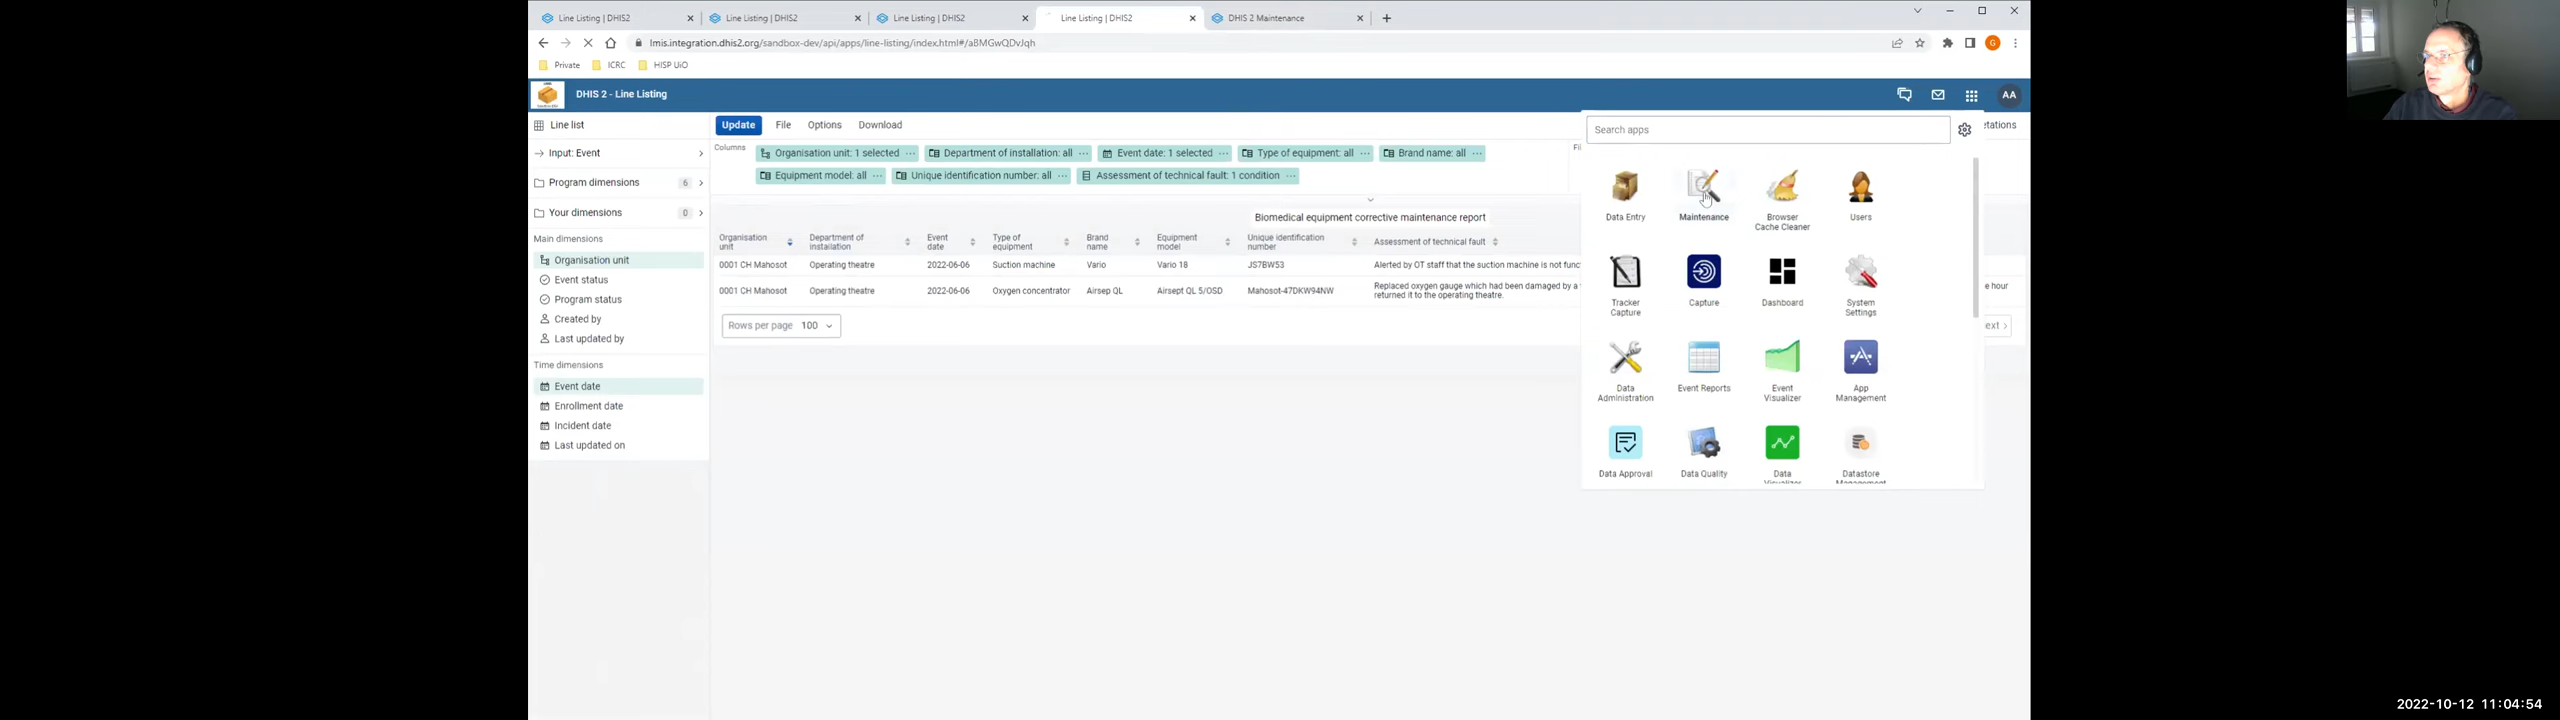 Line Listing | DHIS2
Line Listing | DHIS2
Line Listing | DHIS2
Line Listing | DHIS2
DHIS 2 Maintenance
lmis.integration.dhis2.org/sandbox-dev/api/apps/line-listing/index.html#/aBMGwQDvJqh
G
Private
ICRC
HISP UiO
DHIS 2 - Line Listing
AA
Line list
Update
File
Options
Download
Search apps
Input: Event
Columns
Organisation unit: 1 selected
Department of installation: all
Event date: 1 selected
Type of equipment: all
Brand name: all
Equipment model: all
Unique identification number: all
Assessment of technical fault: 1 condition
Program dimensions 6
Your dimensions 0
Main dimensions
Organisation unit
Event status
Program status
Created by
Last updated by
Time dimensions
Event date
Enrollment date
Incident date
Last updated on
Biomedical equipment corrective maintenance report
Organisation unit
Department of installation
Event date
Type of equipment
Brand name
Equipment model
Unique identification number
Assessment of technical fault
0001 CH Mahosot Operating theatre 2022-06-06 Suction machine Vario Vario 18 JS7BW53 Alerted by OT staff that the suction machine is not func
0001 CH Mahosot Operating theatre 2022-06-06 Oxygen concentrator Airsep QL Airsept QL 5/OSD Mahosot-47DKW94NW Replaced oxygen gauge which had been damaged by a
returned it to the operating theatre.
e hour
Rows per page 100
ext
Data Entry
Maintenance
Browser Cache Cleaner
Users
Tracker Capture
Capture
Dashboard
System Settings
Data Administration
Event Reports
Event Visualizer
App Management
Data Approval
Data Quality
Data Visualizer
Datastore Management
2022-10-12 11:04:54